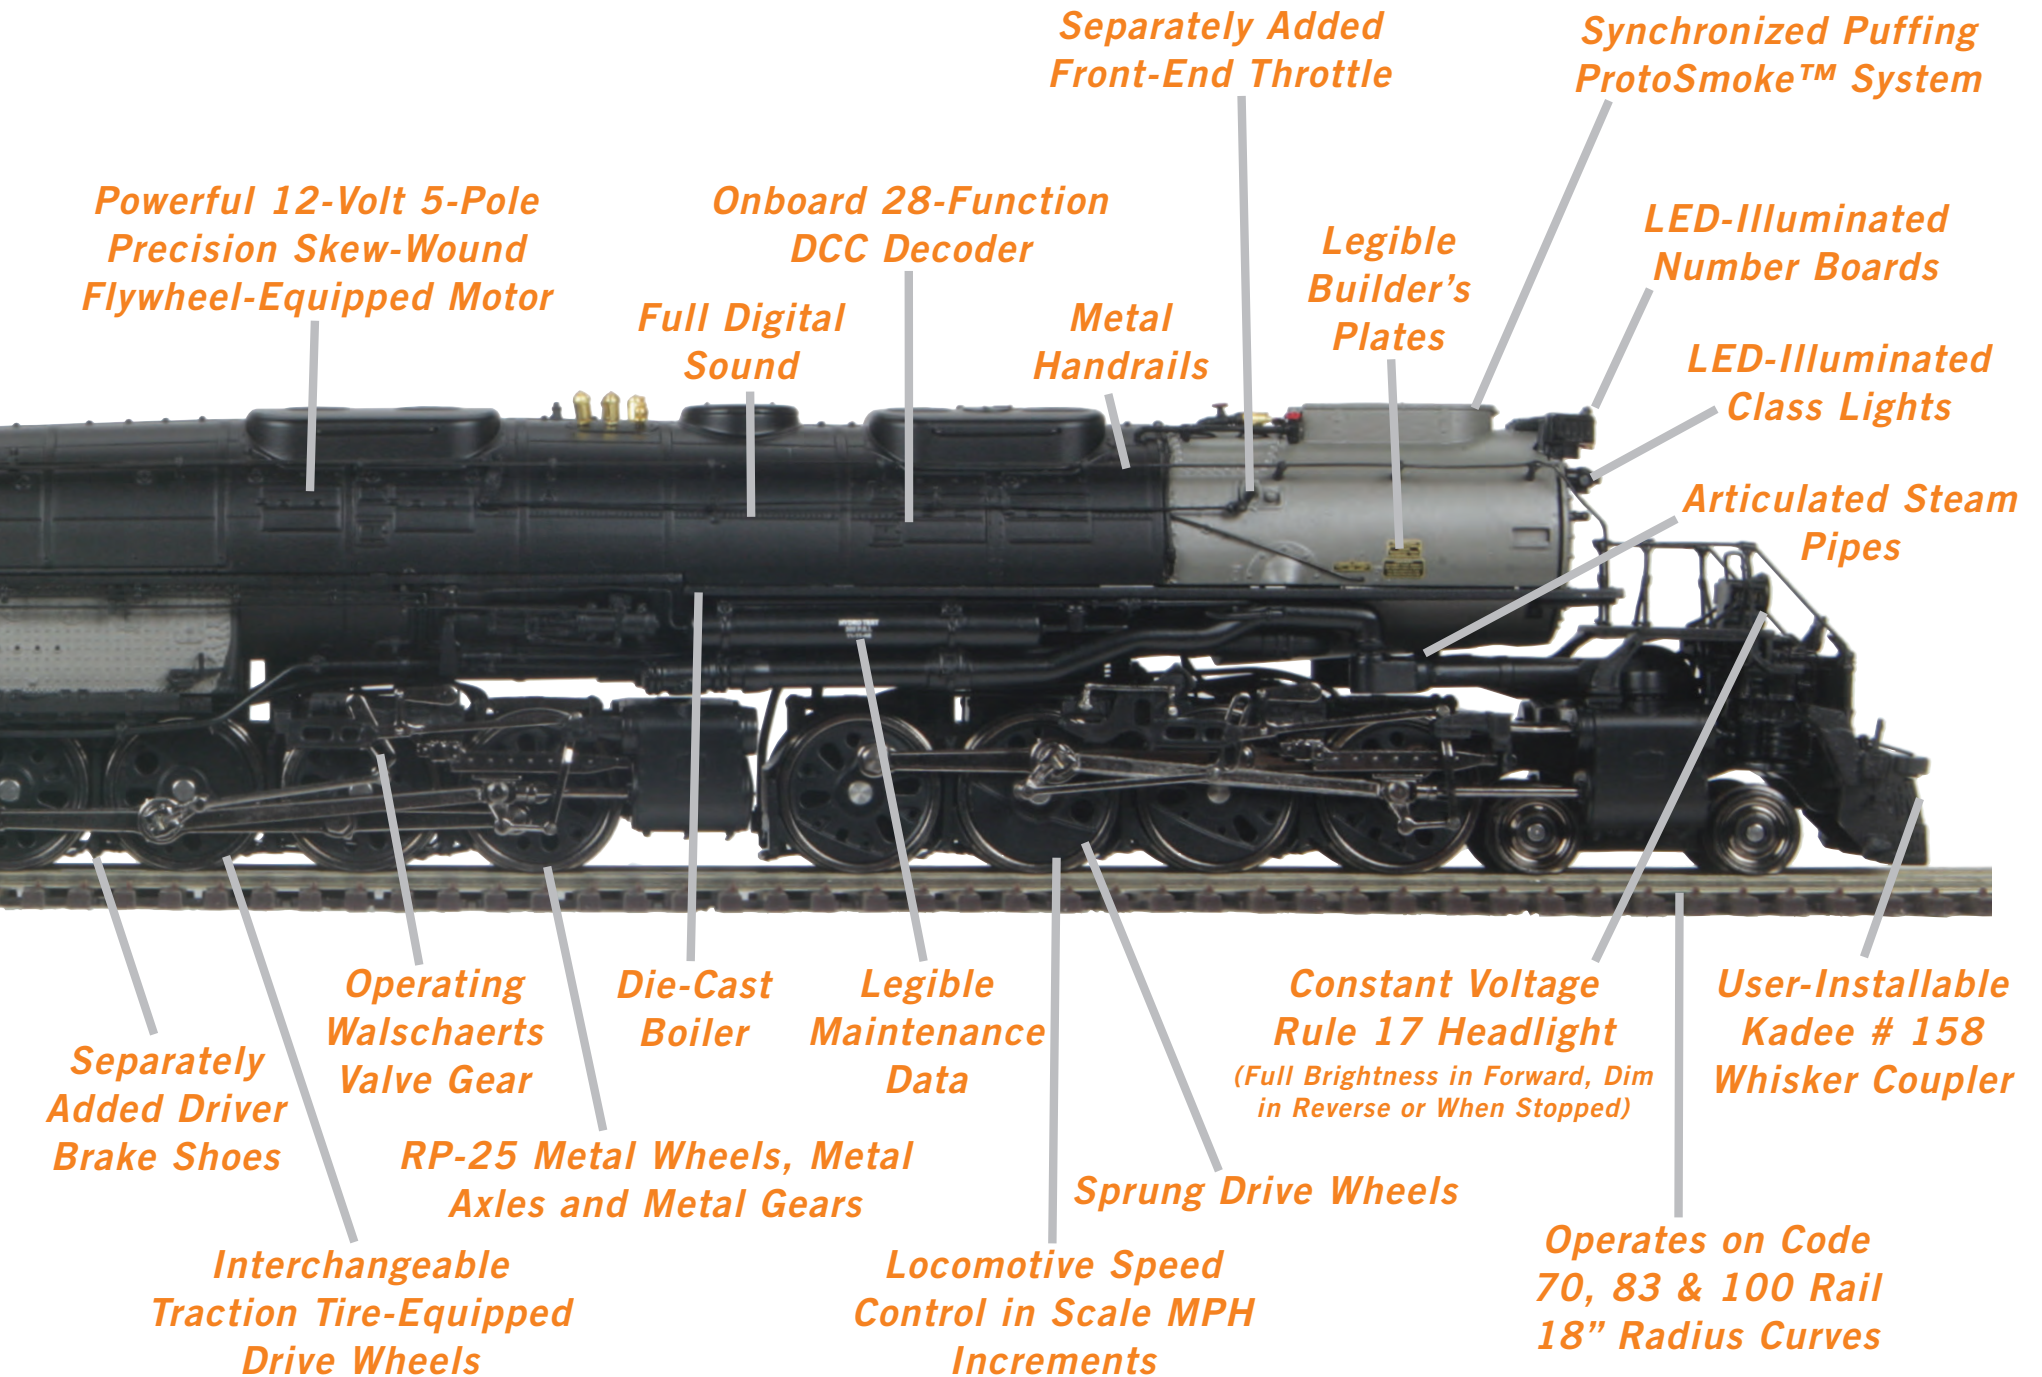 Separately Added
Front-End Throttle
Synchronized Puffing
ProtoSmoke™ System
Powerful 12-Volt 5-Pole
Precision Skew-Wound
Flywheel-Equipped Motor
Onboard 28-Function
DCC Decoder
Full Digital
Sound
Metal
Handrails
Legible
Builder’s
Plates
LED-Illuminated
Number Boards
LED-Illuminated
Class Lights
Articulated Steam
Pipes
Separately
Added Driver
Brake Shoes
Operating
Walschaerts
Valve Gear
Die-Cast
Boiler
Legible
Maintenance
Data
Constant Voltage
Rule 17 Headlight
(Full Brightness in Forward, Dim
in Reverse or When Stopped)
User-Installable
Kadee # 158
Whisker Coupler
RP-25 Metal Wheels, Metal
Axles and Metal Gears
Sprung Drive Wheels
Interchangeable
Traction Tire-Equipped
Drive Wheels
Locomotive Speed
Control in Scale MPH
Increments
Operates on Code
70, 83 & 100 Rail
18” Radius Curves